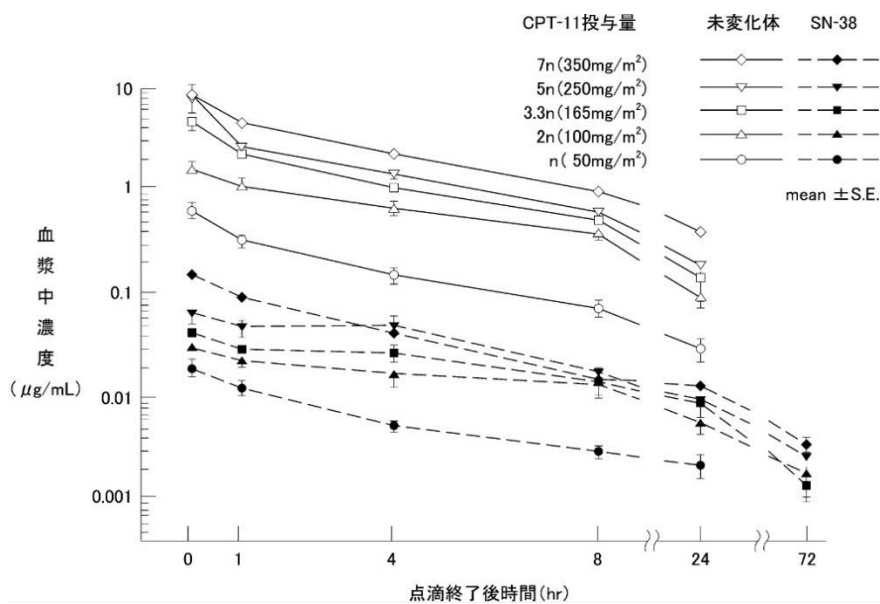 CPT-11投与量 未変化体 SN-38
7n(350mg/m²)
5n(250mg/m²)
3.3n(165mg/m²)
2n(100mg/m²)
n( 50mg/m²)
mean ±S.E.
10
1
0.1
0.01
0.001
血漿中濃度
(μg/mL)
0 1 4 8 24 72
点滴終了後時間(hr)